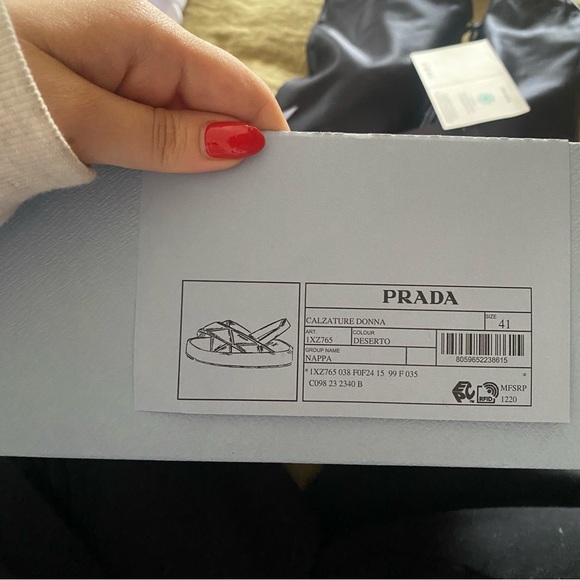 PRADA
CALZATURE DONNA
SIZE
41
ART.
1XZ765
COLOUR
DESERTO
GROUP NAME
NAPPA
8059652238615
* 1XZ765 038 F0F24 15 99 F 035 *
C098 23 2340 B
RFID
MFSRP
1220